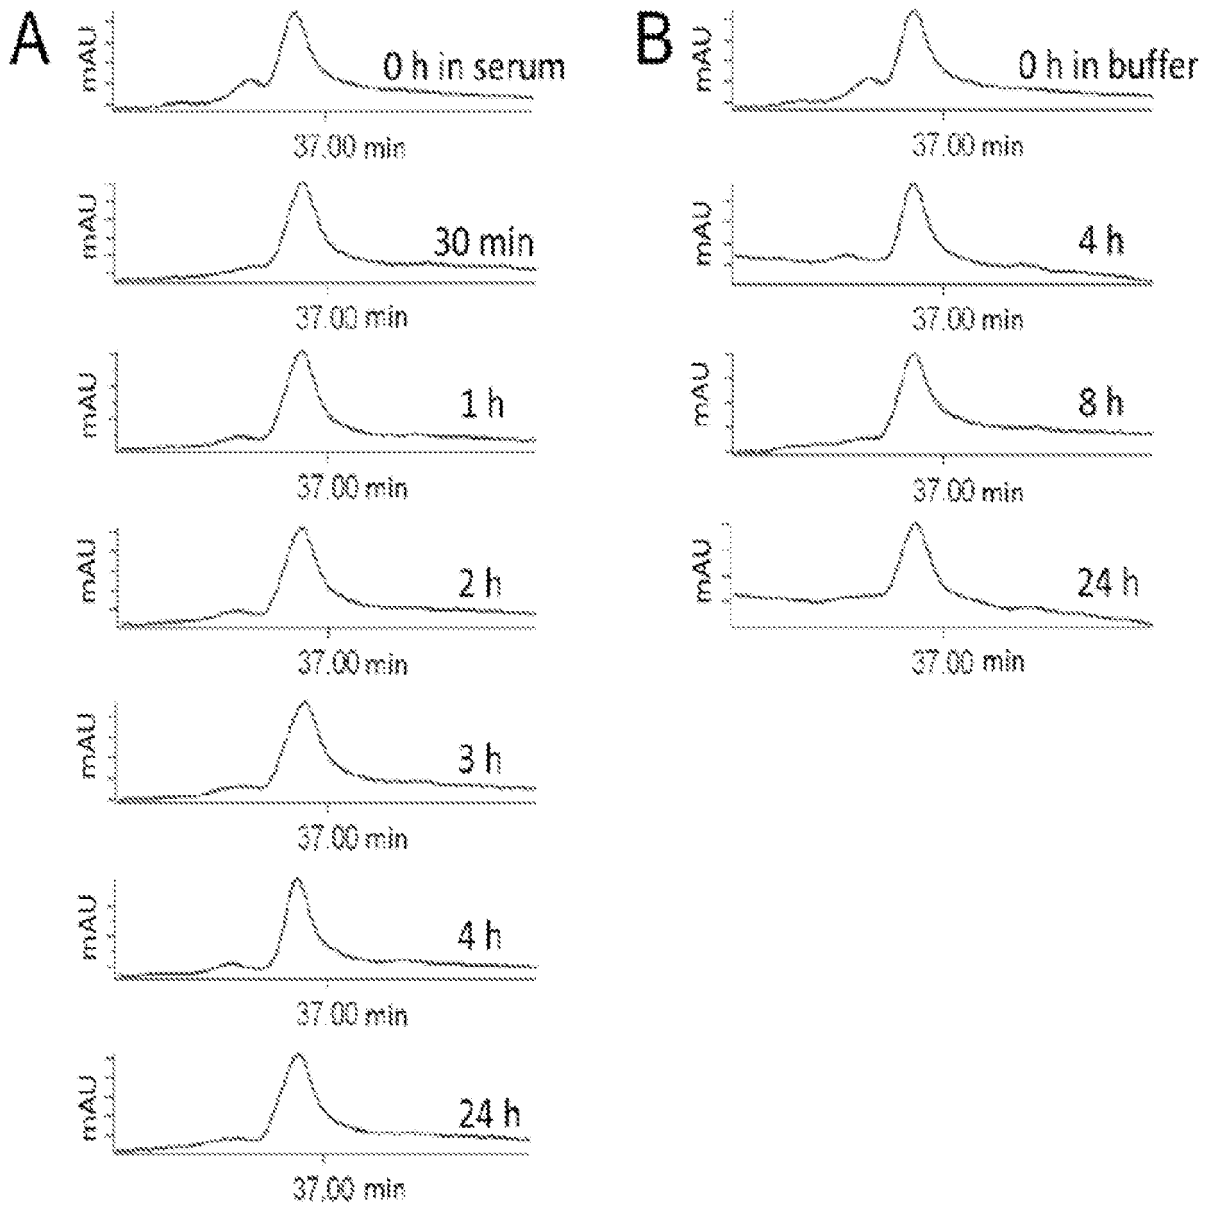 A
mAU
0 h in serum
37.00 min
mAU
30 min
37.00 min
mAU
1 h
37.00 min
mAU
2 h
37.00 min
mAU
3 h
37.00 min
mAU
4 h
37.00 min
mAU
24 h
37.00 min
B
mAU
0 h in buffer
37.00 min
mAU
4 h
37.00 min
mAU
8 h
37.00 min
mAU
24 h
37.00 min